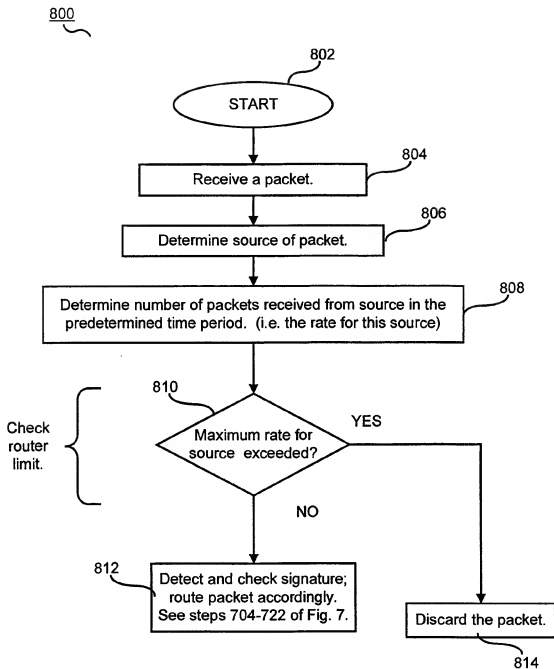 800
802
START
804
Receive a packet.
806
Determine source of packet.
808
Determine number of packets received from source in the
predetermined time period. (i.e. the rate for this source)
810
YES
Check
router
limit.
Maximum rate for
source exceeded?
NO
812
Detect and check signature;
route packet accordingly.
See steps 704-722 of Fig. 7.
Discard the packet.
814